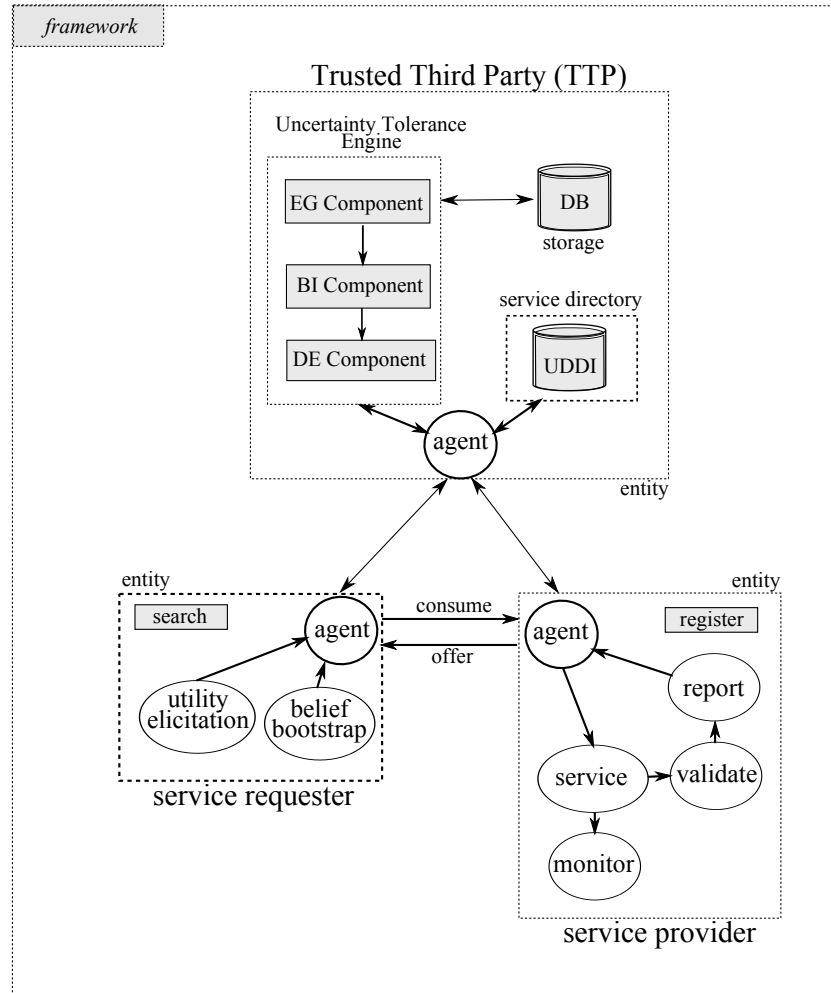 framework
Trusted Third Party (TTP)
Uncertainty Tolerance
Engine
EG Component
DB
storage
BI Component
service directory
DE Component
UDDI
agent
entity
entity
entity
search
agent
consume
agent
register
offer
utility
elicitation
belief
bootstrap
report
service
validate
service requester
monitor
service provider